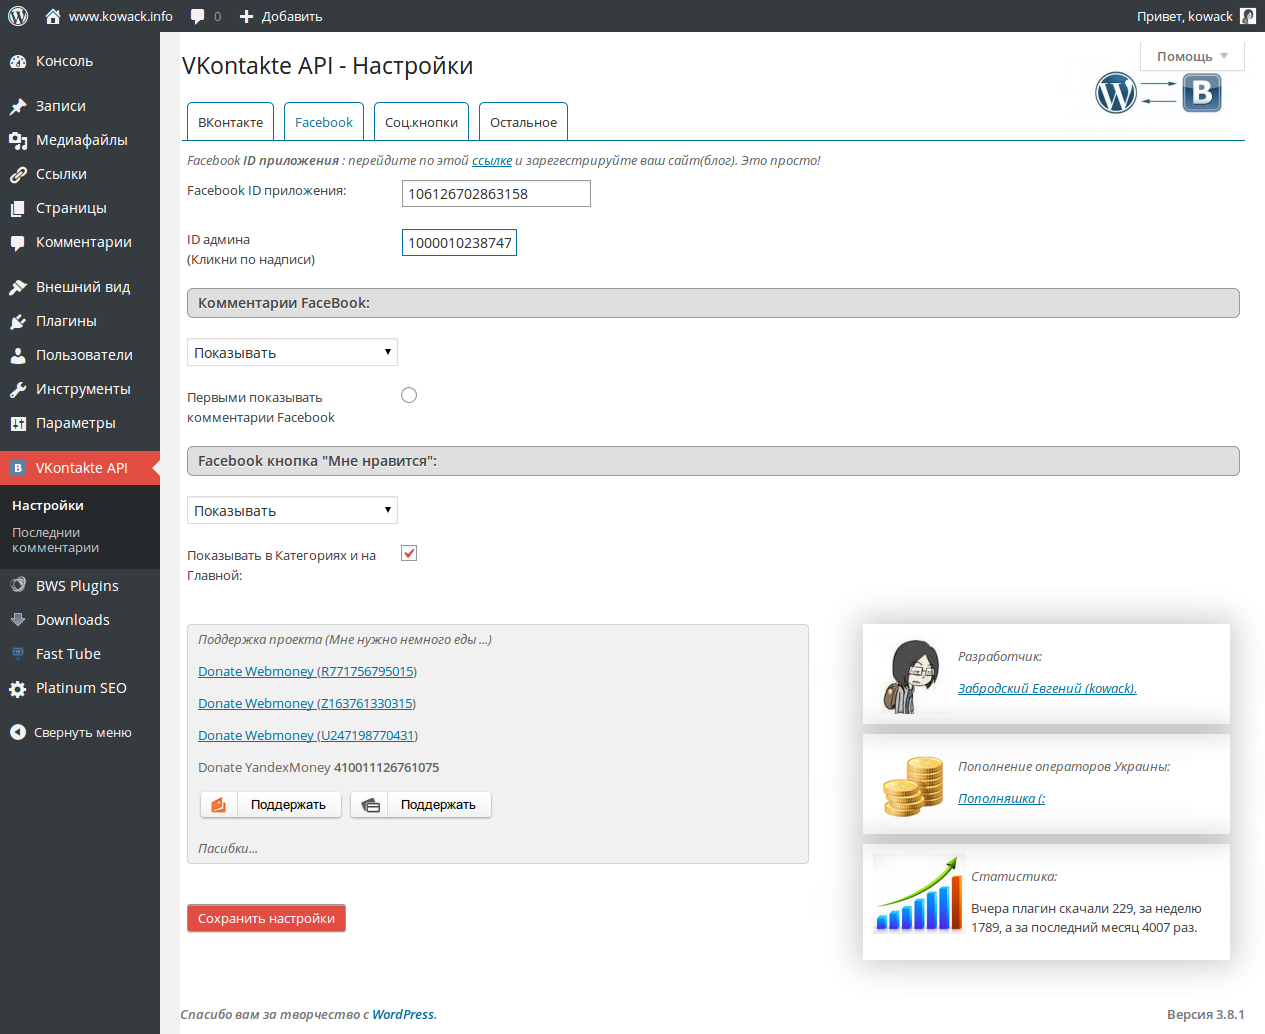 www.kowack.info 0 Добавить Привет, kowack
Консоль
Записи
Медиафайлы
Ссылки
Страницы
Комментарии
Внешний вид
Плагины
Пользователи
Инструменты
Параметры
VKontakte API
Настройки
Последнии
комментарии
BWS Plugins
Downloads
Fast Tube
Platinum SEO
Свернуть меню
Помощь
VKontakte API - Настройки
ВКонтакте Facebook Соц.кнопки Остальное
Facebook ID приложения : перейдите по этой ссылке и зарегестрируйте ваш сайт(блог). Это просто!
Facebook ID приложения: 106126702863158
ID админа 1000010238747
(Кликни по надписи)
Комментарии FaceBook:
Показывать
Первыми показывать
комментарии Facebook
Facebook кнопка "Мне нравится":
Показывать
Показывать в Категориях и на
Главной:
Поддержка проекта (Мне нужно немного еды ...)
Donate Webmoney (R771756795015)
Donate Webmoney (Z163761330315)
Donate Webmoney (U247198770431)
Donate YandexMoney 410011126761075
Поддержать Поддержать
Пасибки...
Разработчик:
Забродский Евгений (kowack).
Пополнение операторов Украины:
Пополняшка (:
Статистика:
Вчера плагин скачали 229, за неделю
1789, а за последний месяц 4007 раз.
Сохранить настройки
Спасибо вам за творчество с WordPress. Версия 3.8.1